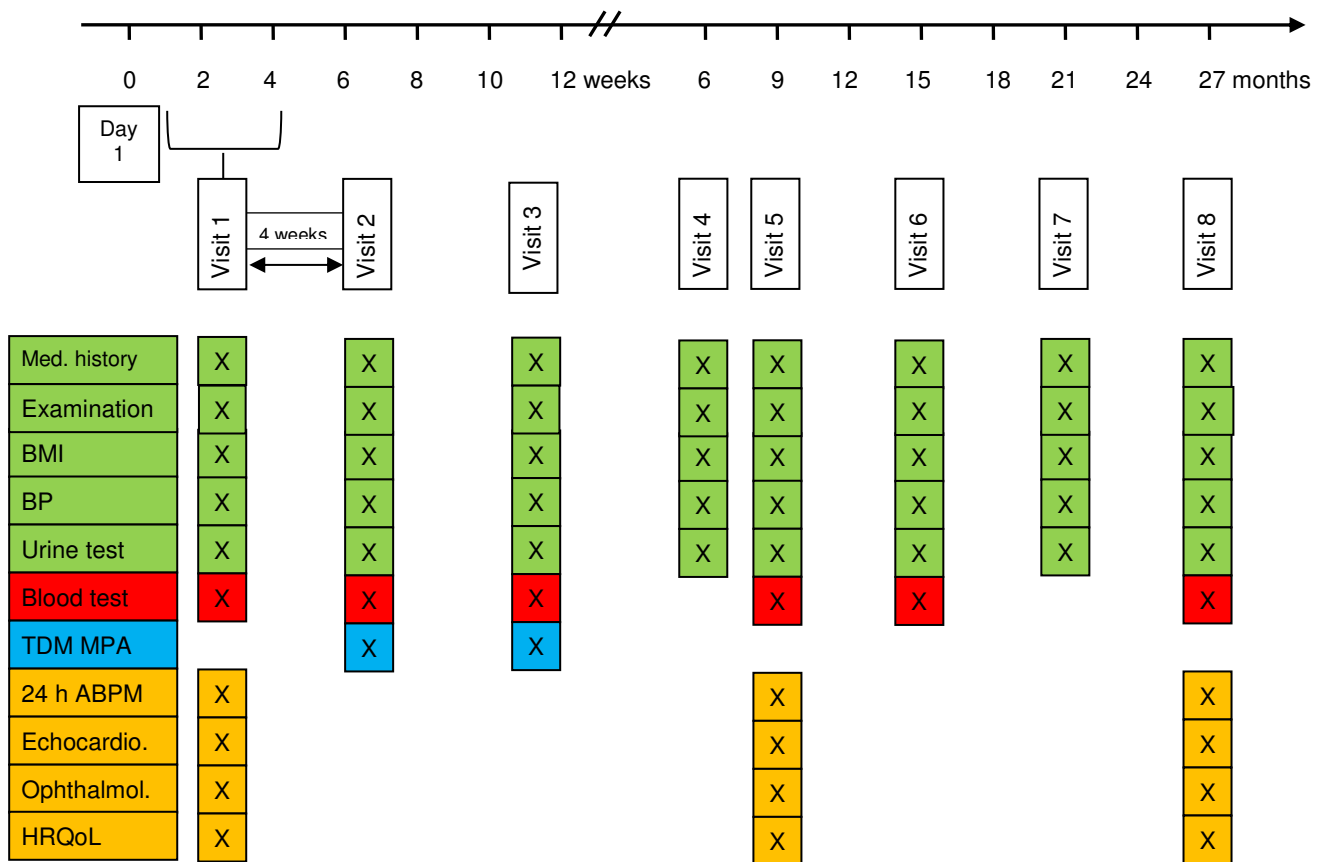 0 2 4 6 8 10 12 weeks 6 9 12 15 18 21 24 27 months
Day
1
Visit 1
4 weeks
Visit 2
Visit 3
Visit 4
Visit 5
Visit 6
Visit 7
Visit 8
Med. history X X X X X X X X
Examination X X X X X X X X
BMI X X X X X X X X
BP X X X X X X X X
Urine test X X X X X X X X
Blood test X X X X X X
TDM MPA X X
24 h ABPM X X X
Echocardio. X X X
Ophthalmol. X X X
HRQoL X X X